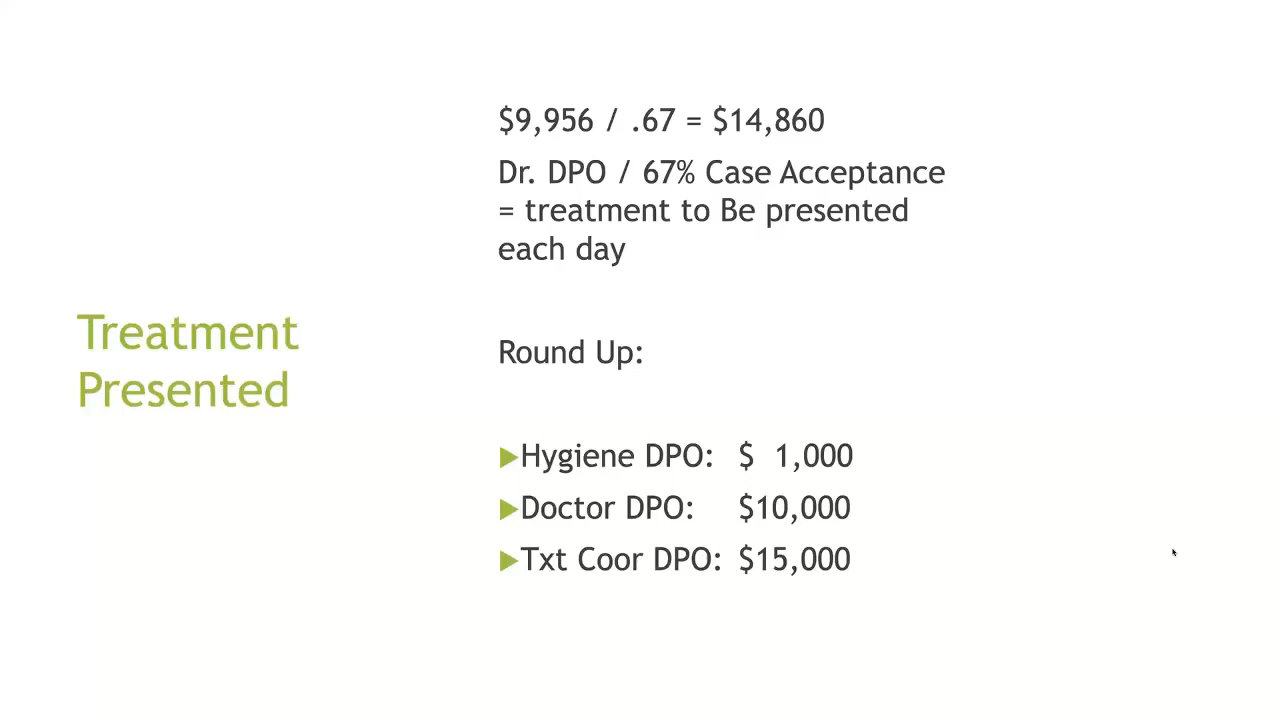 Treatment
Presented
$9,956 / .67 = $14,860
Dr. DPO / 67% Case Acceptance
= treatment to Be presented
each day
Round Up:
Hygiene DPO: $ 1,000
Doctor DPO: $10,000
Txt Coor DPO: $15,000